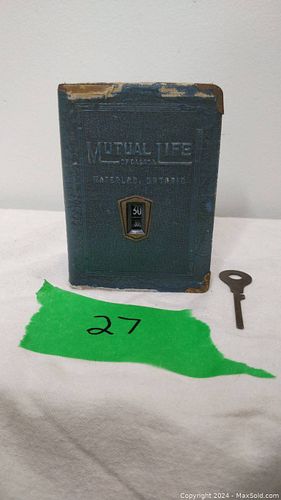 MUTUAL LIFE
OF CANADA
WATERLOO, ONTARIO
50
27
Copyright © 2024 - MaxSold.com